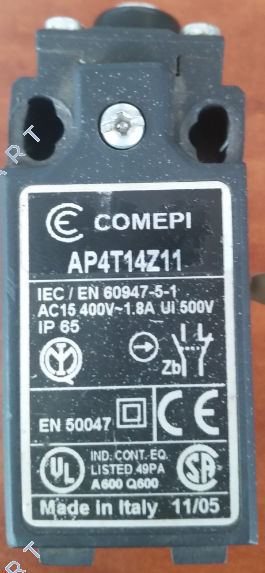 COMEPI
AP4T14Z11
IEC / EN 60947-5-1
AC15 400V~1.8A Ui 500V
IP 65
Zb
EN 50047
CE
UL
IND. CONT. EQ.
LISTED 49PA
A600 Q600
Made in Italy 11/05